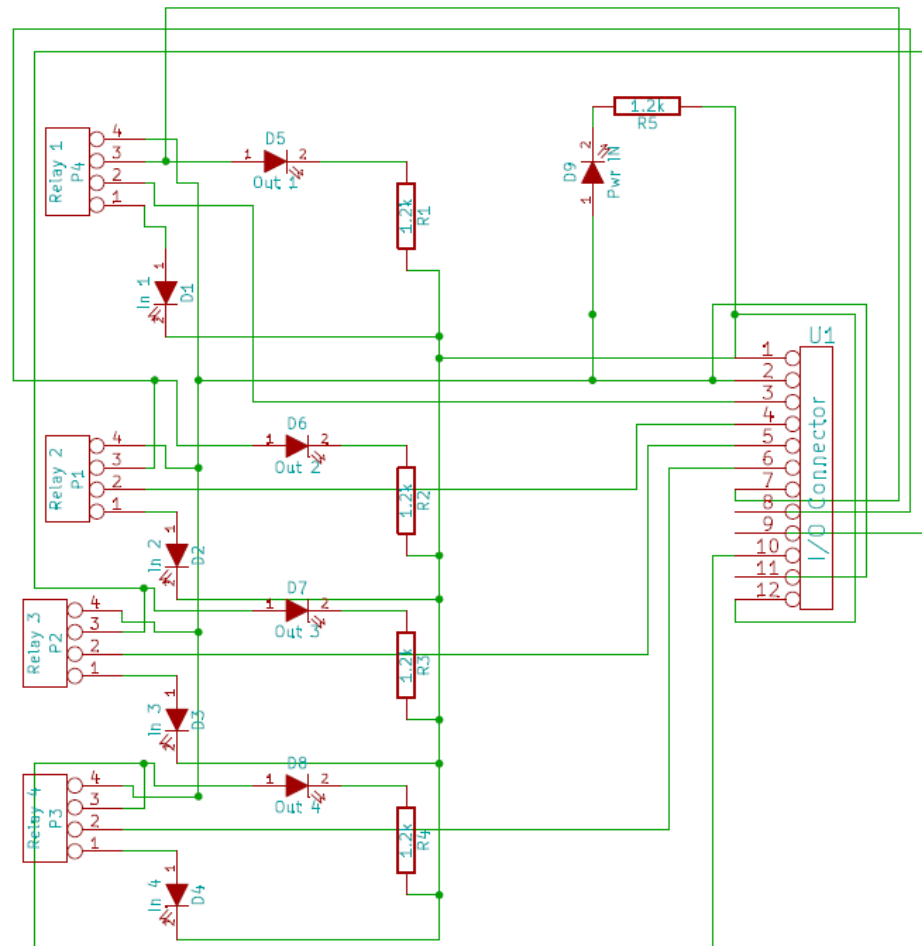 1.2k
R5
D5
1
2
Out 1
2
D9
Pwr IN
1
Relay 1
P4
4
3
2
1
1.2k
R1
In 1
1
2
D1
U1
I/O Connector
1
2
3
4
5
6
7
8
9
10
11
12
D6
1
2
Out 2
Relay 2
P1
4
3
2
1
1.2k
R2
In 2
1
2
D2
D7
1
2
Out 3
Relay 3
P2
4
3
2
1
1.2k
R3
In 3
1
2
D3
D8
1
2
Out 4
Relay 4
P3
4
3
2
1
1.2k
R4
In 4
1
2
D4